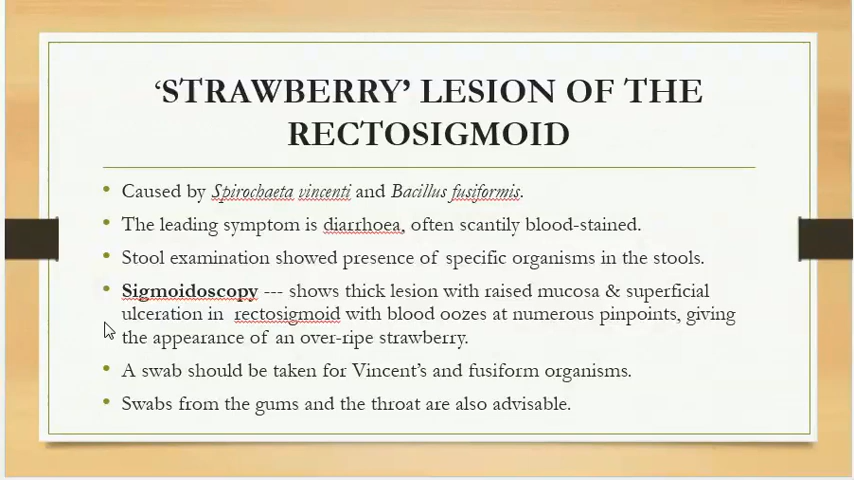 ‘STRAWBERRY’ LESION OF THE
RECTOSIGMOID
• Caused by Spirochaeta vincenti and Bacillus fusiformis.
• The leading symptom is diarrhoea, often scantily blood-stained.
• Stool examination showed presence of specific organisms in the stools.
• Sigmoidoscopy --- shows thick lesion with raised mucosa & superficial
ulceration in rectosigmoid with blood oozes at numerous pinpoints, giving
the appearance of an over-ripe strawberry.
• A swab should be taken for Vincent’s and fusiform organisms.
• Swabs from the gums and the throat are also advisable.